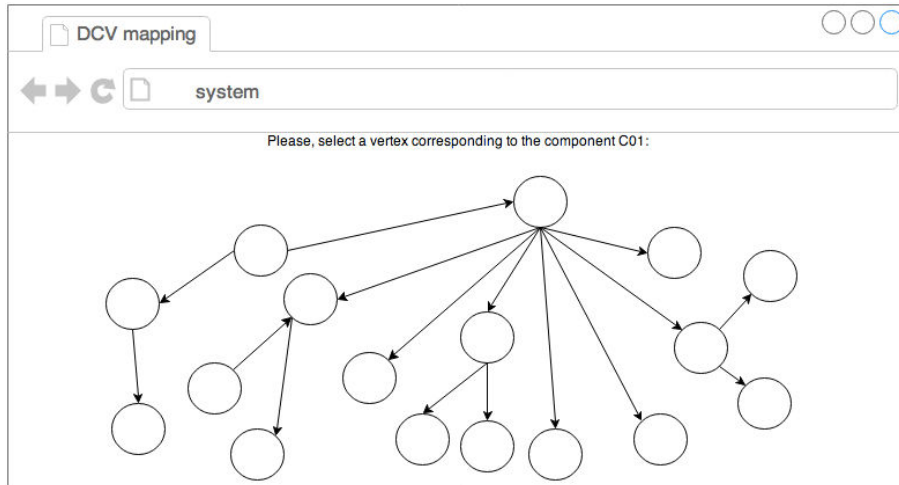 DCV mapping
system
Please, select a vertex corresponding to the component C01: